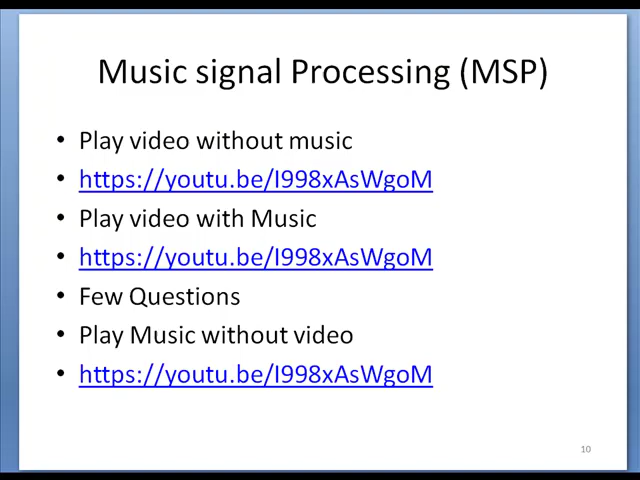 Music signal Processing (MSP)
• Play video without music
• https://youtu.be/I998xAsWgoM
• Play video with Music
• https://youtu.be/I998xAsWgoM
• Few Questions
• Play Music without video
• https://youtu.be/I998xAsWgoM
10